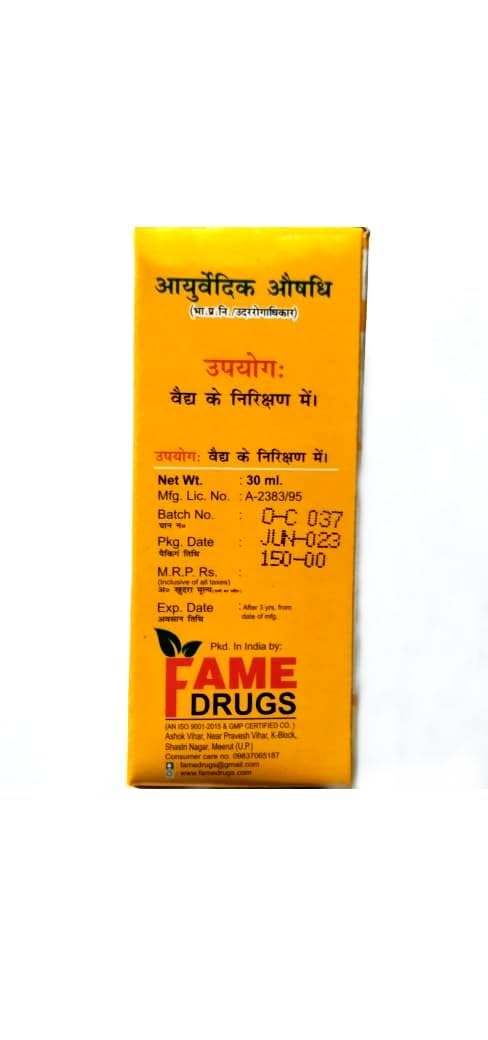 आयुर्वेदिक औषधि
(भा.प्र.नि./उदररोगाधिकार)
उपयोग:
वैद्य के निरिक्षण में।
उपयोग: वैद्य के निरिक्षण में।
Net Wt. : 30 ml.
Mfg. Lic. No. : A-2383/95
Batch No. : O-C 037
घान न०
Pkg. Date : JUN-023
पैकिंग तिथि
150-00
M.R.P. Rs. :
(Inclusive of all taxes)
अ० खुदरा मूल्य
Exp. Date : After 3 yrs. from
अवसान तिथि date of mfg.
Pkd. In India by:
FAME
DRUGS
(AN ISO 9001-2015 & GMP CERTIFIED CO.)
Ashok Vihar, Near Pravesh Vihar, K-Block,
Shastri Nagar, Meerut (U.P.)
Consumer care no. 09837065187
: famedrugs@gmail.com
: www.famedrugs.com